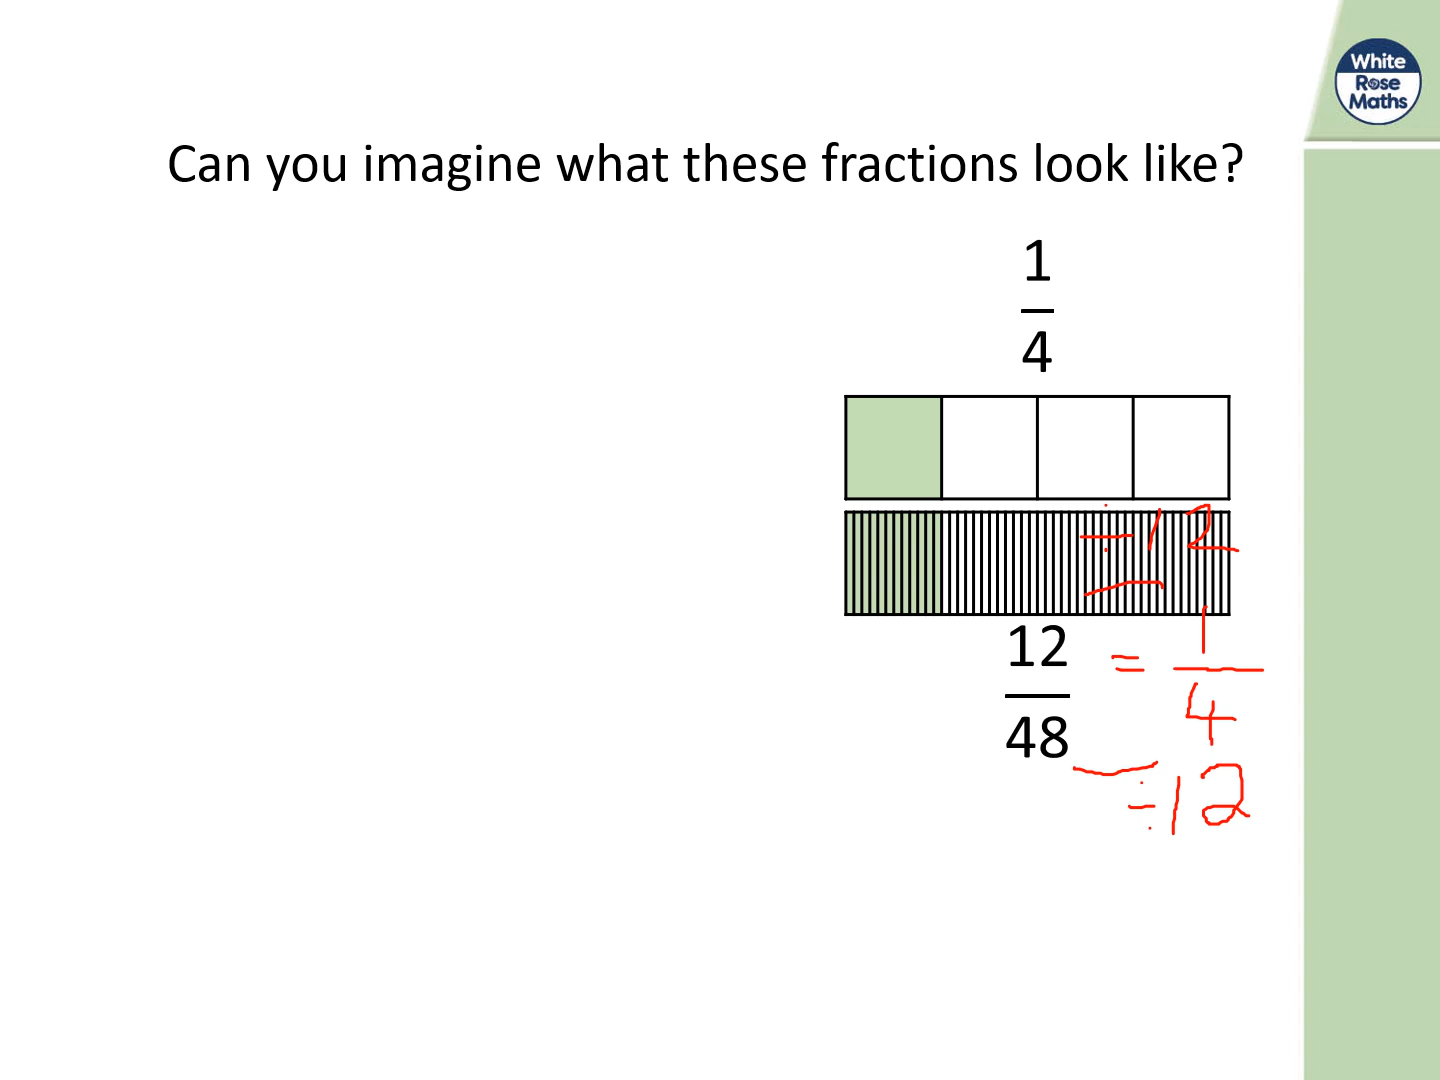 White
Rose
Maths
Can you imagine what these fractions look like?
1
4
÷12
12
48
= 1
4
÷12